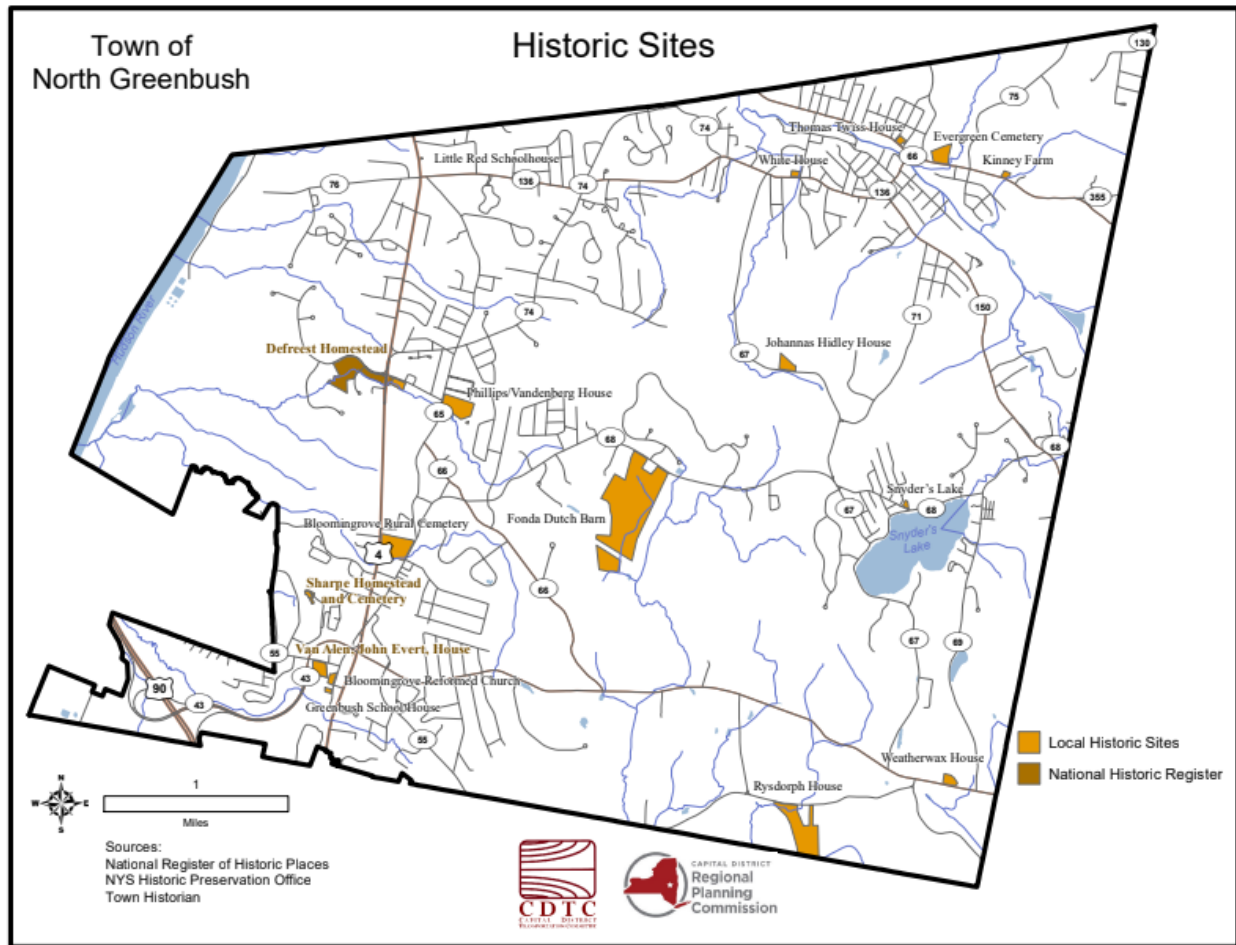 Town of
North Greenbush
Historic Sites
130
75
74
Thomas Twiss House
Evergreen Cemetery
66
Little Red Schoolhouse
White House
Kinney Farm
76
136
74
136
355
Hudson River
74
71
150
Defreest Homestead
67
Johannas Hidley House
Phillips/Vandenberg House
65
68
66
68
Snyder's Lake
67
68
Fonda Dutch Barn
Bloomingrove Rural Cemetery
Snyder's
Lake
4
Sharpe Homestead
and Cemetery
66
67
69
55
Van Alen, John Evert, House
43
Bloomingrove Reformed Church
90
43
Greenbush School House
55
Local Historic Sites
Weatherwax House
National Historic Register
Rysdorph House
N
W
E
S
1
Miles
Sources:
National Register of Historic Places
NYS Historic Preservation Office
Town Historian
CDTC
CAPITAL DISTRICT
TRANSPORTATION COMMITTEE
CAPITAL DISTRICT
Regional
Planning
Commission